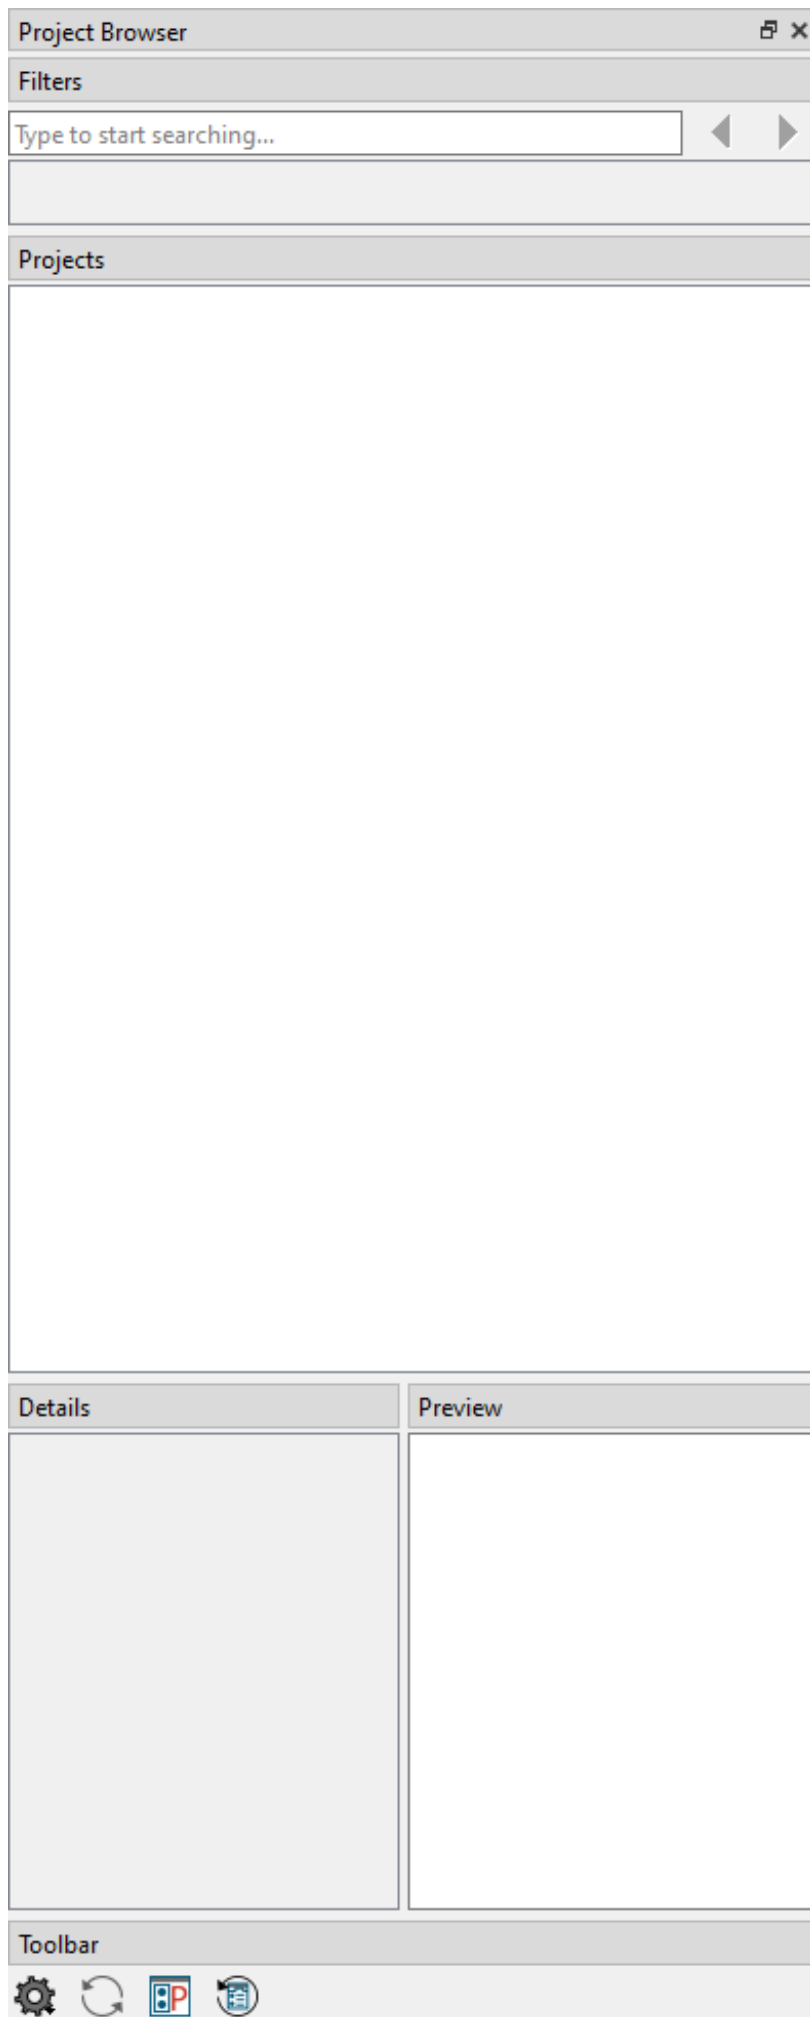 Project Browser
Filters
Type to start searching...
Projects
Details
Preview
Toolbar
P